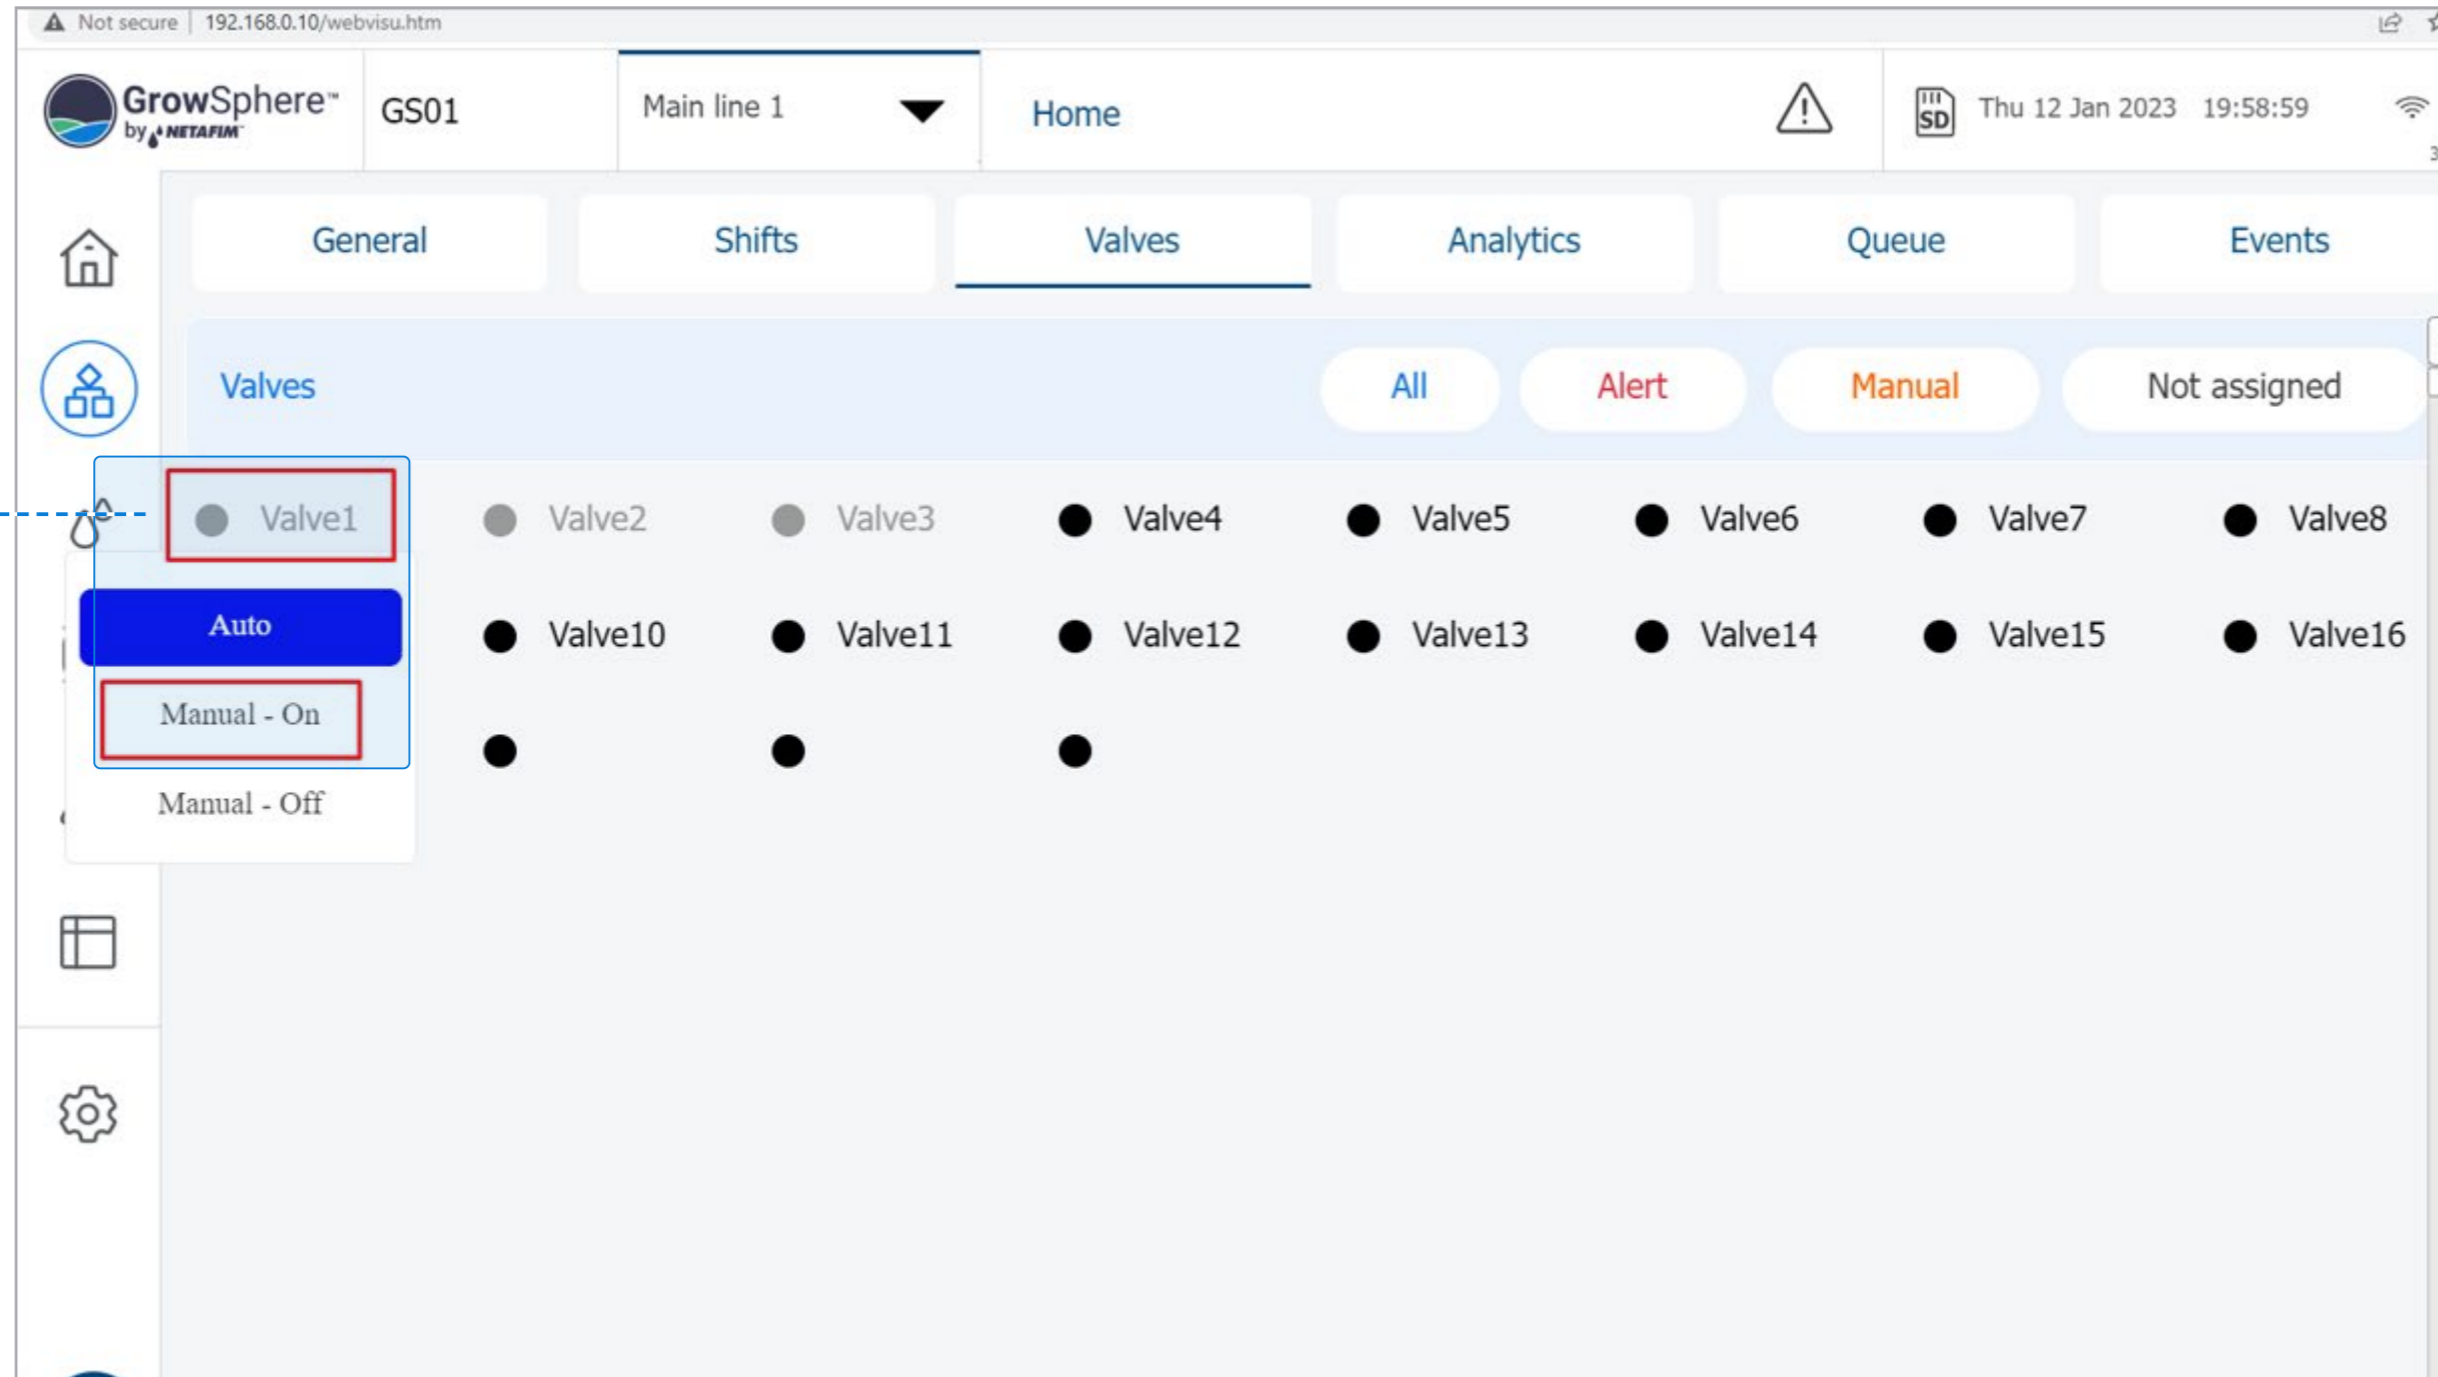 Not secure | 192.168.0.10/webvisu.htm
GrowSphere™
by NETAFIM™
GS01
Main line 1
Home
SD
Thu 12 Jan 2023 19:58:59
3
General
Shifts
Valves
Analytics
Queue
Events
Valves
All
Alert
Manual
Not assigned
Valve1
Valve2
Valve3
Valve4
Valve5
Valve6
Valve7
Valve8
Auto
Valve10
Valve11
Valve12
Valve13
Valve14
Valve15
Valve16
Manual - On
Manual - Off